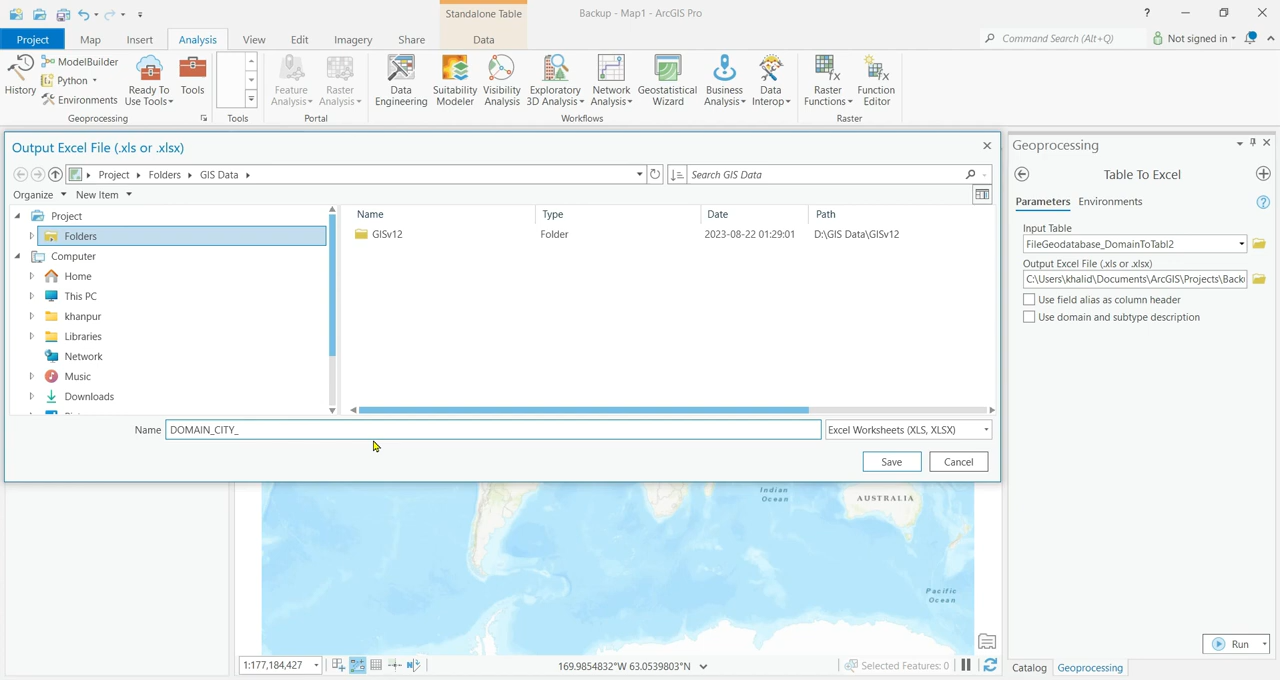 Standalone Table
Backup - Map1 - ArcGIS Pro
?
Project Map Insert Analysis View Edit Imagery Share Data
Command Search (Alt+Q)
Not signed in
History
ModelBuilder
Python
Environments
Ready To Use Tools
Tools
Feature Analysis
Raster Analysis
Data Engineering
Suitability Modeler
Visibility Analysis
Exploratory 3D Analysis
Network Analysis
Geostatistical Wizard
Business Analysis
Data Interop
Raster Functions
Function Editor
Geoprocessing Tools Portal Workflows Raster
Output Excel File (.xls or .xlsx)
Project Folders GIS Data
Search GIS Data
Organize New Item
Project
Folders
Computer
Home
This PC
khanpur
Libraries
Network
Music
Downloads
Name Type Date Path
GISv12 Folder 2023-08-22 01:29:01 D:\GIS Data\GISv12
Name DOMAIN_CITY_
Excel Worksheets (XLS, XLSX)
Save Cancel
Geoprocessing
Table To Excel
Parameters Environments
?
Input Table
FileGeodatabase_DomainToTabl2
Output Excel File (.xls or .xlsx)
C:\Users\khalid\Documents\ArcGIS\Projects\Back
Use field alias as column header
Use domain and subtype description
Indian
Ocean
AUSTRALIA
Pacific
Ocean
1:177,184,427
169.9854832°W 63.0539803°N
Selected Features: 0
Run
Catalog Geoprocessing